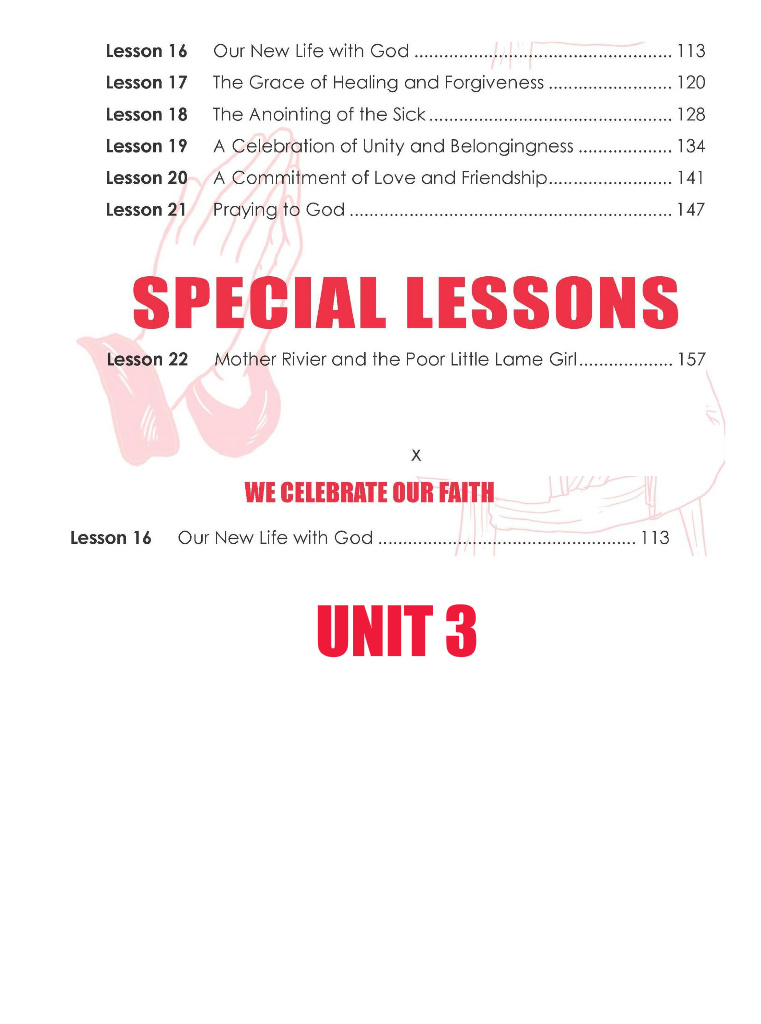 Lesson 16 Our New Life with God .................................................... 113
Lesson 17 The Grace of Healing and Forgiveness ......................... 120
Lesson 18 The Anointing of the Sick ................................................. 128
Lesson 19 A Celebration of Unity and Belongingness ................... 134
Lesson 20 A Commitment of Love and Friendship......................... 141
Lesson 21 Praying to God ................................................................. 147
SPECIAL LESSONS
Lesson 22 Mother Rivier and the Poor Little Lame Girl................... 157
x
WE CELEBRATE OUR FAITH
Lesson 16 Our New Life with God .................................................... 113
UNIT 3